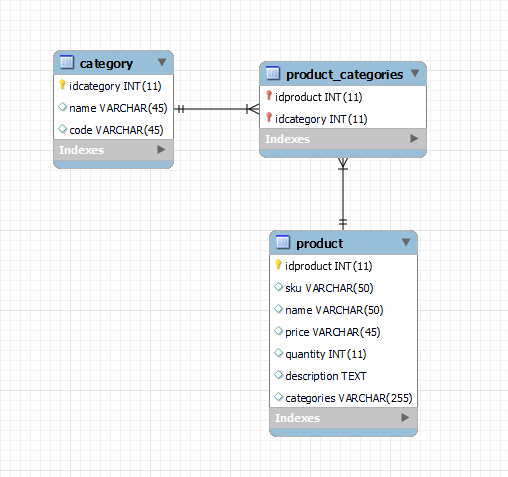 category
idcategory INT(11)
name VARCHAR(45)
code VARCHAR(45)
Indexes
product_categories
idproduct INT(11)
idcategory INT(11)
Indexes
product
idproduct INT(11)
sku VARCHAR(50)
name VARCHAR(50)
price VARCHAR(45)
quantity INT(11)
description TEXT
categories VARCHAR(255)
Indexes